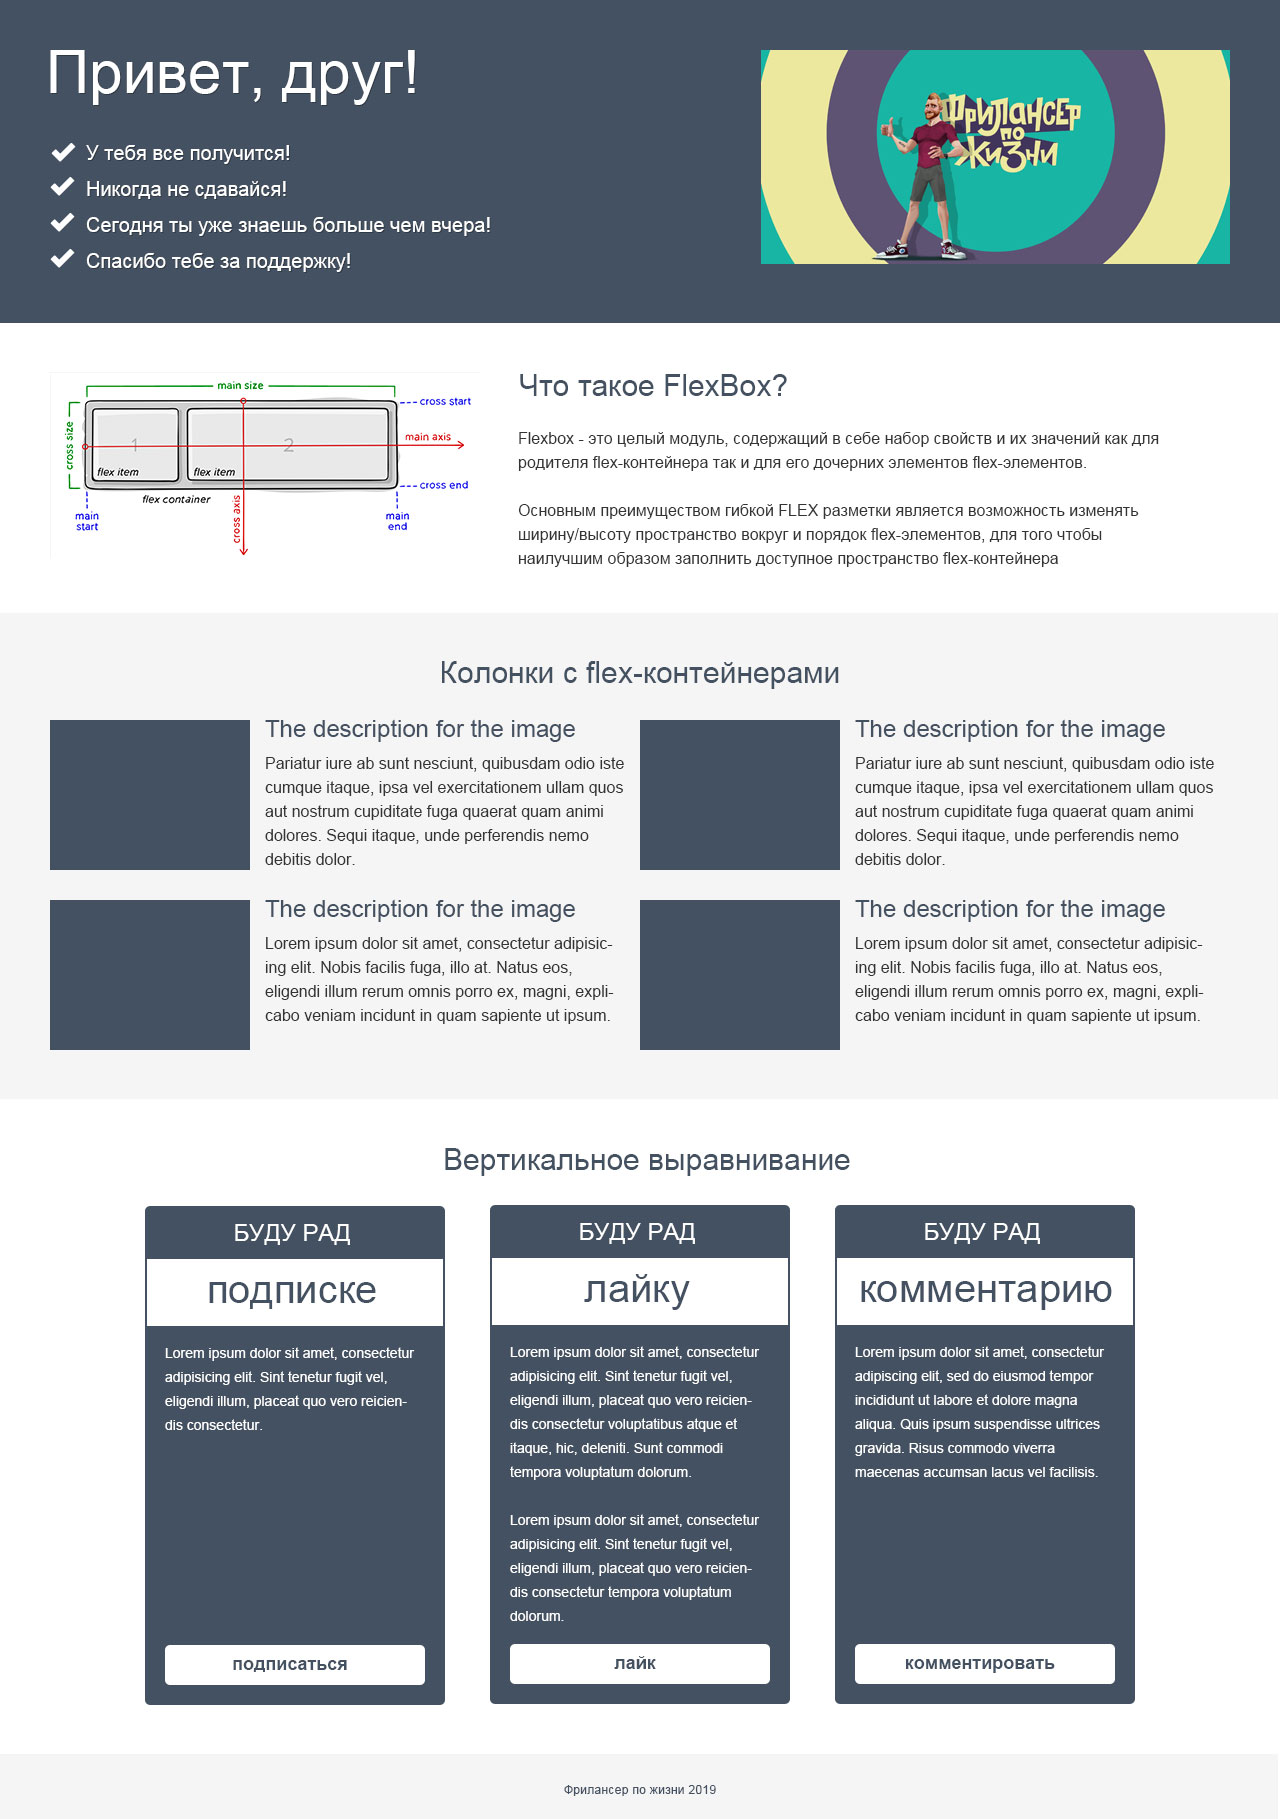 Привет, друг!
У тебя все получится!
Никогда не сдавайся!
Сегодня ты уже знаешь больше чем вчера!
Спасибо тебе за поддержку!
Фрилансер
по
жизни
main size
cross start
cross size
main axis
1
2
flex item
flex item
cross end
flex container
main
start
cross axis
main
end
Что такое FlexBox?
Flexbox - это целый модуль, содержащий в себе набор свойств и их значений как для
родителя flex-контейнера так и для его дочерних элементов flex-элементов.
Основным преимуществом гибкой FLEX разметки является возможность изменять
ширину/высоту пространство вокруг и порядок flex-элементов, для того чтобы
наилучшим образом заполнить доступное пространство flex-контейнера
Колонки с flex-контейнерами
The description for the image
Pariatur iure ab sunt nesciunt, quibusdam odio iste
cumque itaque, ipsa vel exercitationem ullam quos
aut nostrum cupiditate fuga quaerat quam animi
dolores. Sequi itaque, unde perferendis nemo
debitis dolor.
The description for the image
Pariatur iure ab sunt nesciunt, quibusdam odio iste
cumque itaque, ipsa vel exercitationem ullam quos
aut nostrum cupiditate fuga quaerat quam animi
dolores. Sequi itaque, unde perferendis nemo
debitis dolor.
The description for the image
Lorem ipsum dolor sit amet, consectetur adipisic-
ing elit. Nobis facilis fuga, illo at. Natus eos,
eligendi illum rerum omnis porro ex, magni, expli-
cabo veniam incidunt in quam sapiente ut ipsum.
The description for the image
Lorem ipsum dolor sit amet, consectetur adipisic-
ing elit. Nobis facilis fuga, illo at. Natus eos,
eligendi illum rerum omnis porro ex, magni, expli-
cabo veniam incidunt in quam sapiente ut ipsum.
Вертикальное выравнивание
БУДУ РАД
подписке
Lorem ipsum dolor sit amet, consectetur
adipisicing elit. Sint tenetur fugit vel,
eligendi illum, placeat quo vero reicien-
dis consectetur.
подписаться
БУДУ РАД
лайку
Lorem ipsum dolor sit amet, consectetur
adipisicing elit. Sint tenetur fugit vel,
eligendi illum, placeat quo vero reicien-
dis consectetur voluptatibus atque et
itaque, hic, deleniti. Sunt commodi
tempora voluptatum dolorum.
Lorem ipsum dolor sit amet, consectetur
adipisicing elit. Sint tenetur fugit vel,
eligendi illum, placeat quo vero reicien-
dis consectetur tempora voluptatum
dolorum.
лайк
БУДУ РАД
комментарию
Lorem ipsum dolor sit amet, consectetur
adipiscing elit, sed do eiusmod tempor
incididunt ut labore et dolore magna
aliqua. Quis ipsum suspendisse ultrices
gravida. Risus commodo viverra
maecenas accumsan lacus vel facilisis.
комментировать
Фрилансер по жизни 2019